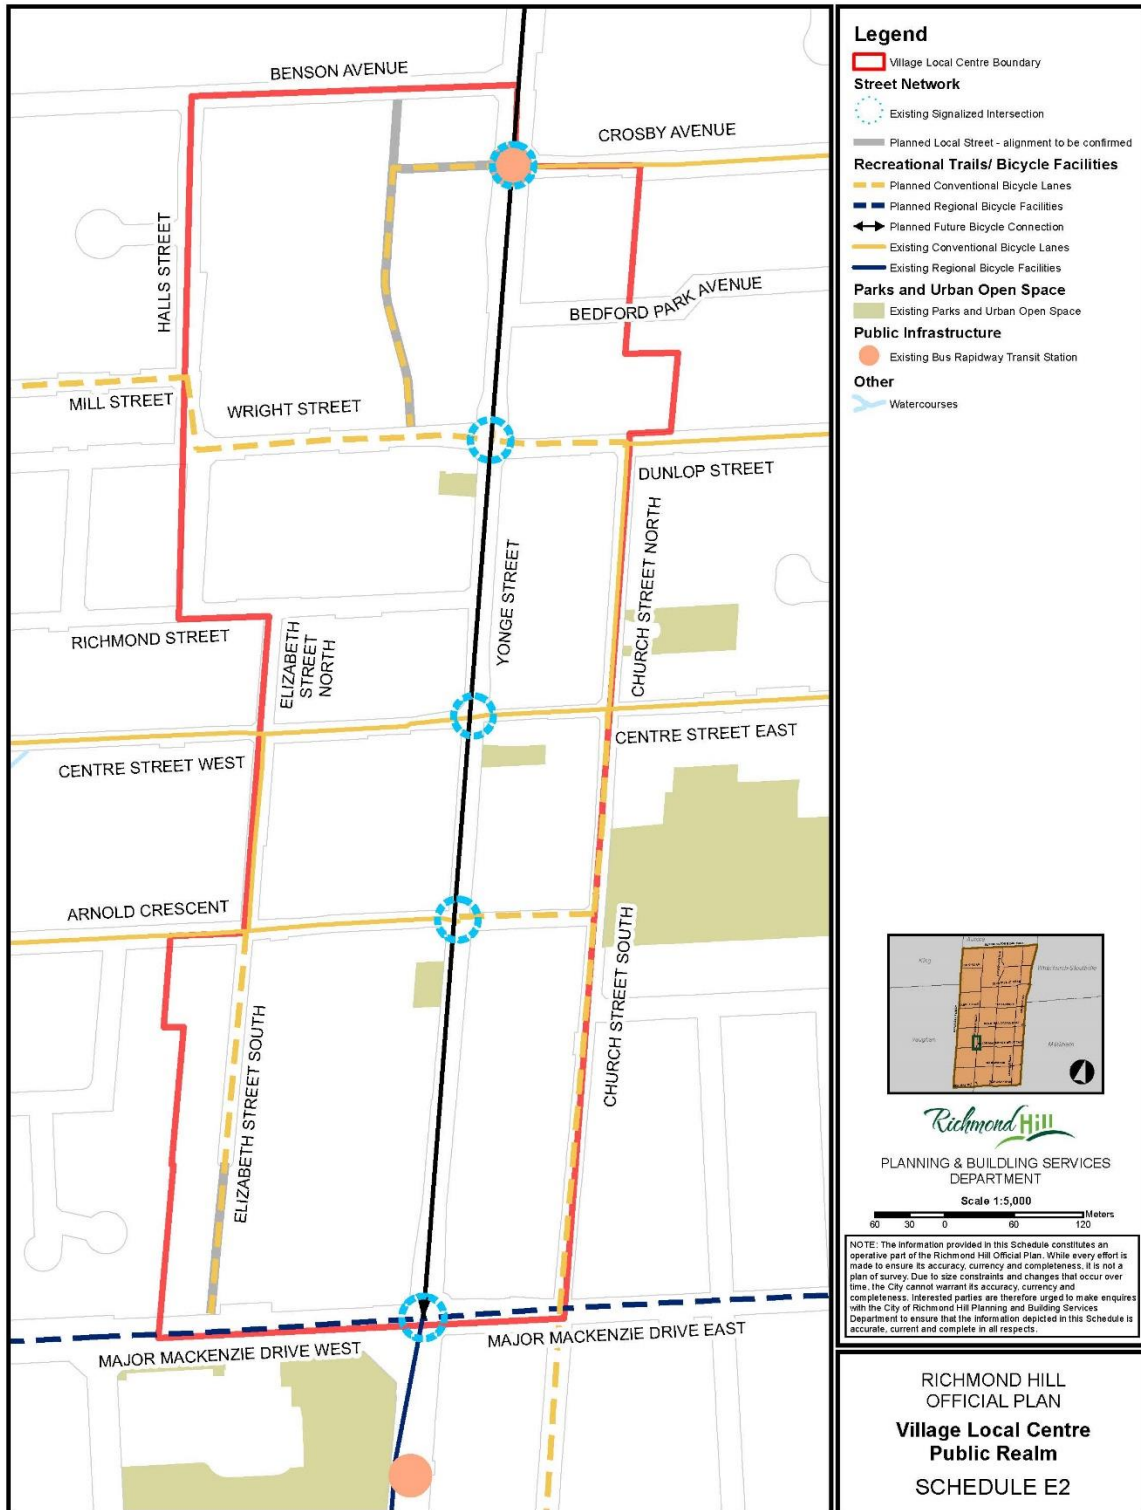 BENSON AVENUE
CROSBY AVENUE
HALLS STREET
BEDFORD PARK AVENUE
MILL STREET
WRIGHT STREET
DUNLOP STREET
CHURCH STREET NORTH
YONGE STREET
RICHMOND STREET
ELIZABETH
STREET
NORTH
CENTRE STREET WEST
CENTRE STREET EAST
ARNOLD CRESCENT
CHURCH STREET SOUTH
ELIZABETH STREET SOUTH
MAJOR MACKENZIE DRIVE WEST
MAJOR MACKENZIE DRIVE EAST
Legend
Village Local Centre Boundary
Street Network
Existing Signalized Intersection
Planned Local Street - alignment to be confirmed
Recreational Trails/ Bicycle Facilities
Planned Conventional Bicycle Lanes
Planned Regional Bicycle Facilities
Planned Future Bicycle Connection
Existing Conventional Bicycle Lanes
Existing Regional Bicycle Facilities
Parks and Urban Open Space
Existing Parks and Urban Open Space
Public Infrastructure
Existing Bus Rapidway Transit Station
Other
Watercourses
King
Vaughan
Markham
Richmond Hill
PLANNING & BUILDLING SERVICES
DEPARTMENT
Scale 1:5,000
60 30 0 60 120 Meters
NOTE: The information provided in this Schedule constitutes an
operative part of the Richmond Hill Official Plan. While every effort is
made to ensure its accuracy, currency and completeness, it is not a
plan of survey. Due to size constraints and changes that occur over
time, the City cannot warrant its accuracy, currency and
completeness. Interested parties are therefore urged to make enquires
with the City of Richmond Hill Planning and Building Services
Department to ensure that the information depicted in this Schedule is
accurate, current and complete in all respects.
RICHMOND HILL
OFFICIAL PLAN
Village Local Centre
Public Realm
SCHEDULE E2